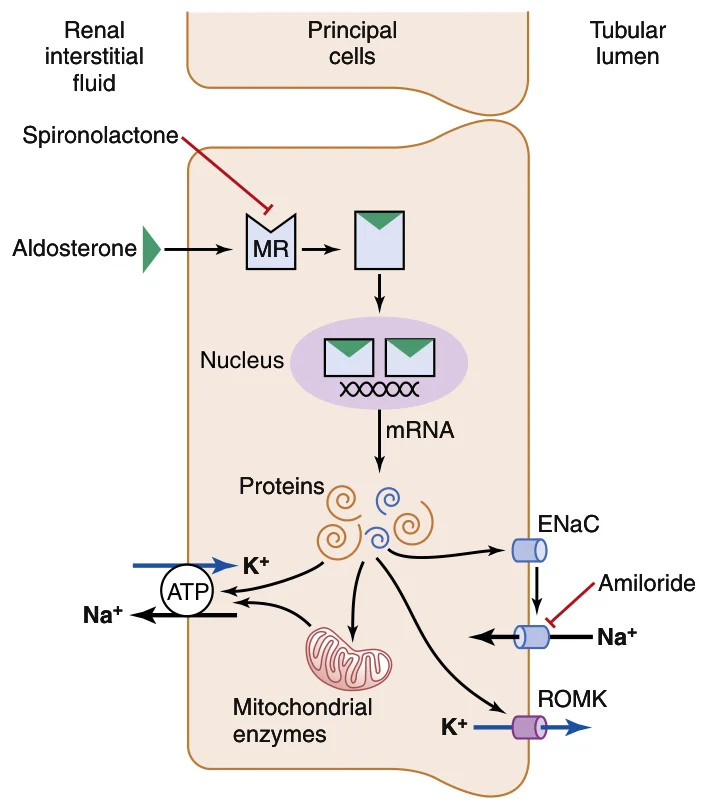 Renal
interstitial
fluid
Principal
cells
Tubular
lumen
Spironolactone
Aldosterone
MR
Nucleus
mRNA
Proteins
ENaC
K+
ATP
Na+
Amiloride
Na+
Mitochondrial
enzymes
ROMK
K+